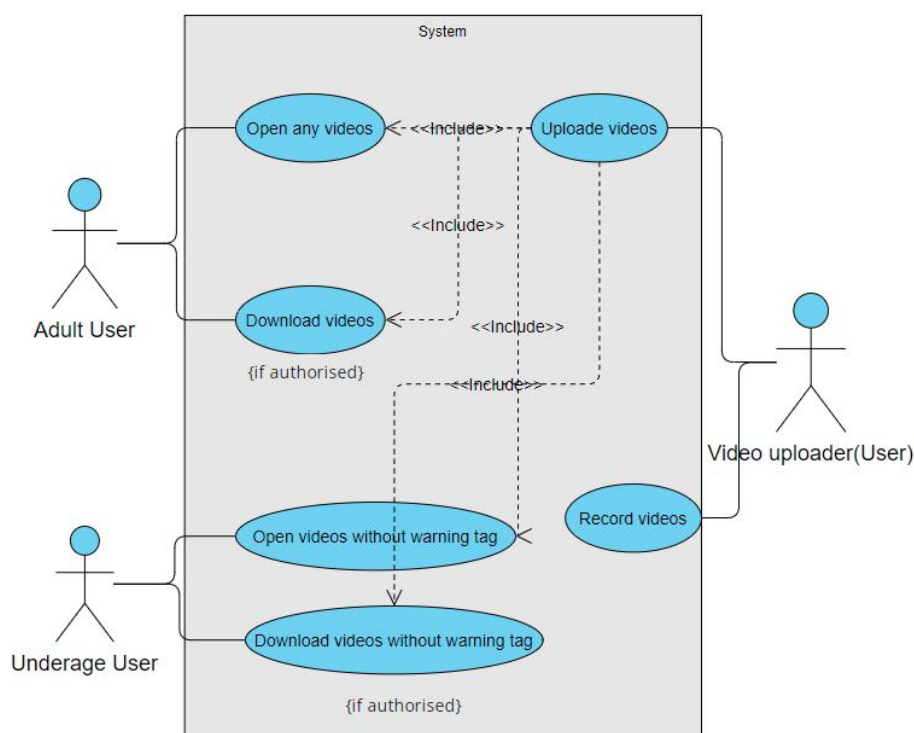 System
Open any videos
<<Include>>
Uploade videos
<<Include>>
Adult User
Download videos
{if authorised}
<<Include>>
<<Include>>
Video uploader(User)
Record videos
Open videos without warning tag
Underage User
Download videos without warning tag
{if authorised}